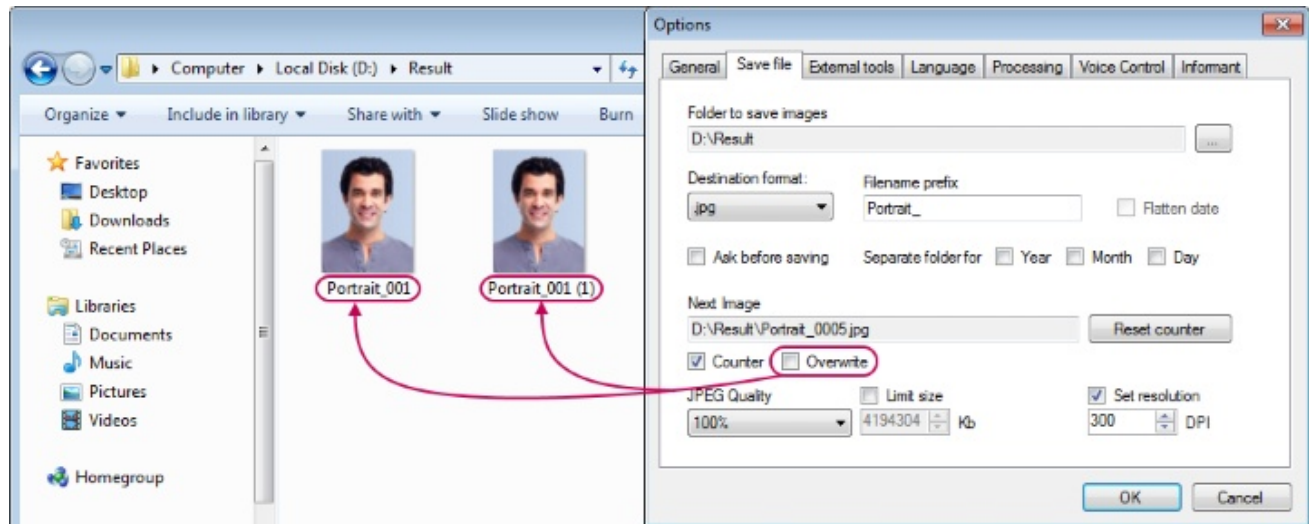 Computer Local Disk (D:) Result
Organize Include in library Share with Slide show Burn
Favorites
Desktop
Downloads
Recent Places
Libraries
Documents
Music
Pictures
Videos
Homegroup
Portrait_001 Portrait_001 (1)
Options
General Save file External tools Language Processing Voice Control Informant
Folder to save images
D:\Result ...
Destination format: Filename prefix
.jpg Portrait_ Flatten date
Ask before saving Separate folder for Year Month Day
Next Image
D:\Result\Portrait_0005.jpg Reset counter
Counter Overwrite
JPEG Quality Limit size Set resolution
100% 4194304 Kb 300 DPI
OK Cancel